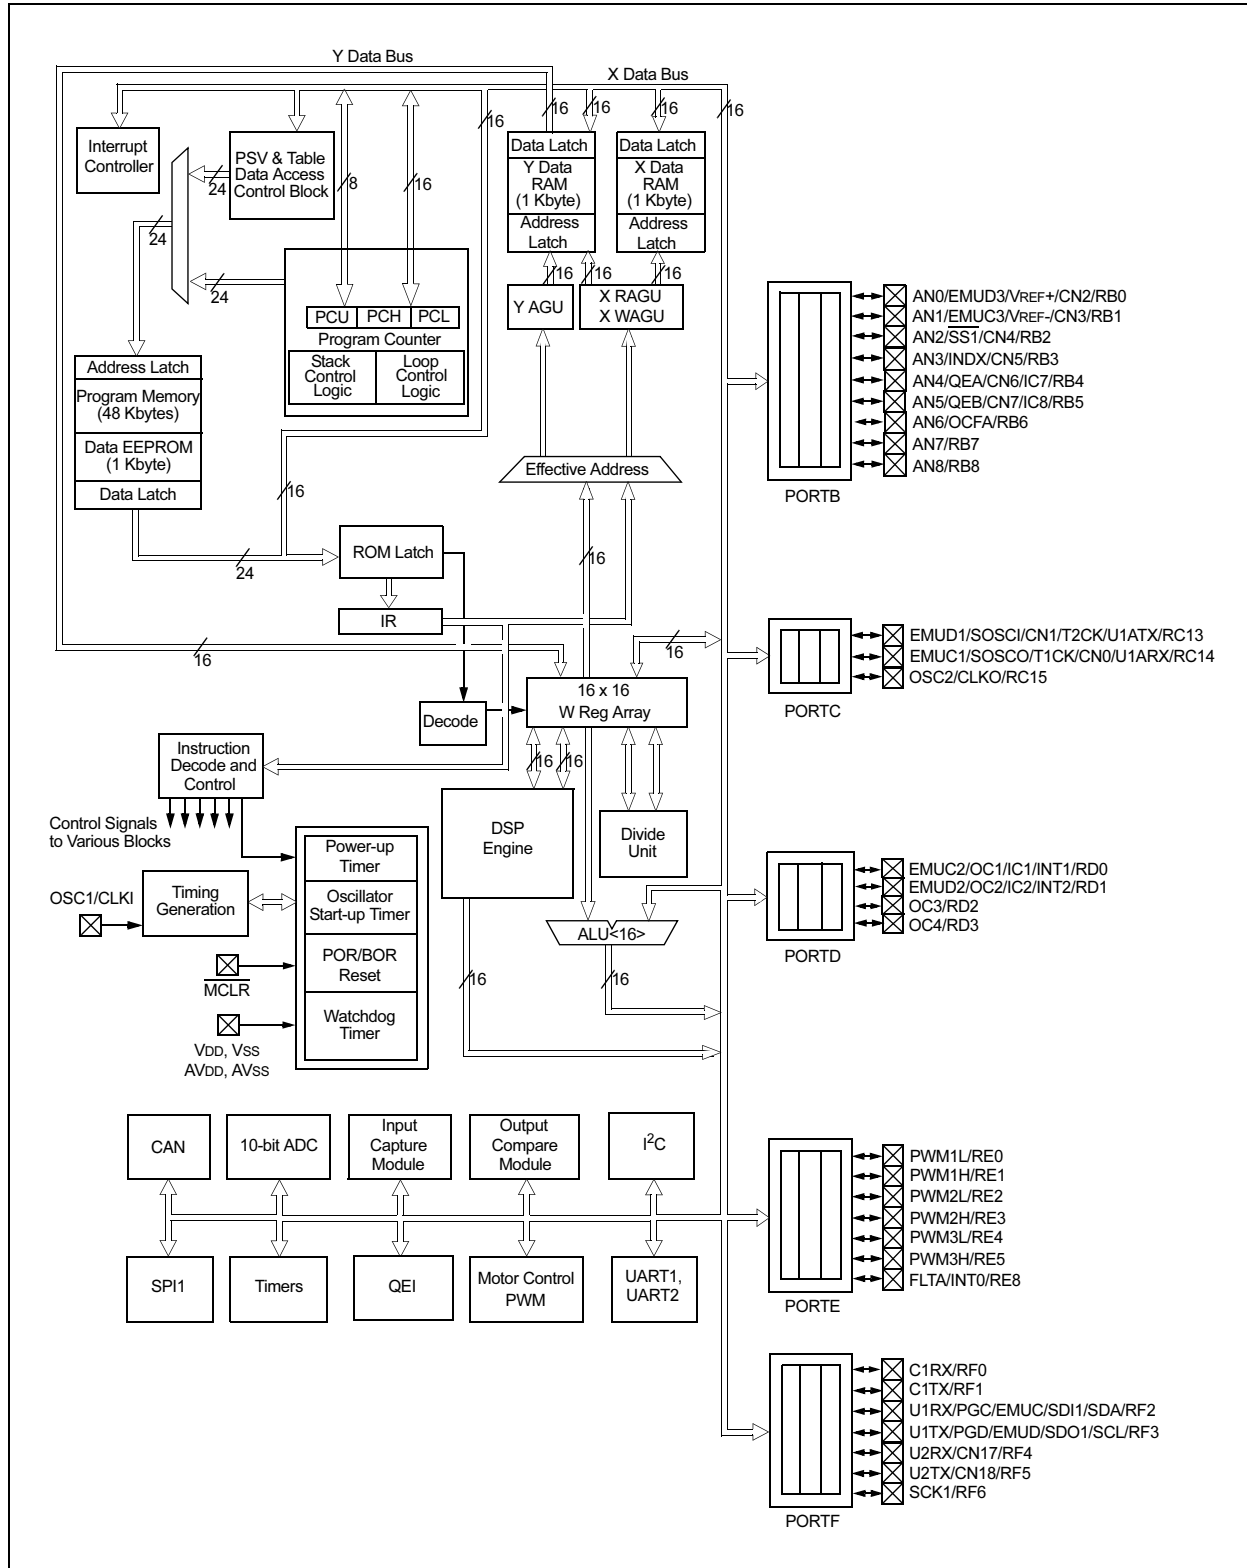 Y Data Bus
X Data Bus
16
16
16
16
16
Interrupt
Controller
PSV & Table
Data Access
Control Block
24
24
8
16
24
Data Latch
Y Data
RAM
(1 Kbyte)
Address
Latch
Data Latch
X Data
RAM
(1 Kbyte)
Address
Latch
16
16
16
Y AGU
X RAGU
X WAGU
PCU PCH PCL
Program Counter
Stack
Control
Logic
Loop
Control
Logic
Address Latch
Program Memory
(48 Kbytes)
Data EEPROM
(1 Kbyte)
Data Latch
Effective Address
16
24
ROM Latch
16
IR
16
16
16 x 16
W Reg Array
Decode
Instruction
Decode and
Control
16
16
Control Signals
to Various Blocks
DSP
Engine
Divide
Unit
Power-up
Timer
Oscillator
Start-up Timer
POR/BOR
Reset
Watchdog
Timer
OSC1/CLKI
Timing
Generation
MCLR
VDD, VSS
AVDD, AVSS
ALU<16>
16
16
CAN
10-bit ADC
Input
Capture
Module
Output
Compare
Module
I²C
SPI1
Timers
QEI
Motor Control
PWM
UART1,
UART2
AN0/EMUD3/VREF+/CN2/RB0
AN1/EMUC3/VREF-/CN3/RB1
AN2/SS1/CN4/RB2
AN3/INDX/CN5/RB3
AN4/QEA/CN6/IC7/RB4
AN5/QEB/CN7/IC8/RB5
AN6/OCFA/RB6
AN7/RB7
AN8/RB8
PORTB
EMUD1/SOSCI/CN1/T2CK/U1ATX/RC13
EMUC1/SOSCO/T1CK/CN0/U1ARX/RC14
OSC2/CLKO/RC15
PORTC
EMUC2/OC1/IC1/INT1/RD0
EMUD2/OC2/IC2/INT2/RD1
OC3/RD2
OC4/RD3
PORTD
PWM1L/RE0
PWM1H/RE1
PWM2L/RE2
PWM2H/RE3
PWM3L/RE4
PWM3H/RE5
FLTA/INT0/RE8
PORTE
C1RX/RF0
C1TX/RF1
U1RX/PGC/EMUC/SDI1/SDA/RF2
U1TX/PGD/EMUD/SDO1/SCL/RF3
U2RX/CN17/RF4
U2TX/CN18/RF5
SCK1/RF6
PORTF